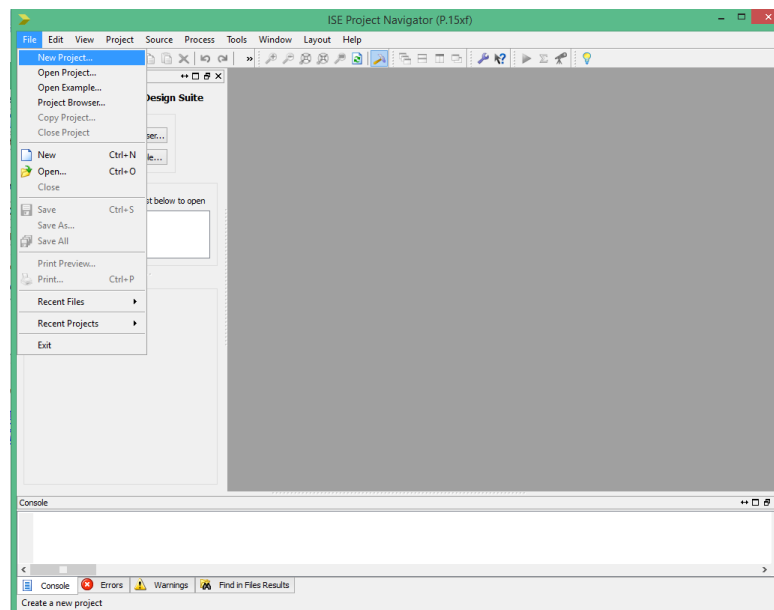 ISE Project Navigator (P.15xf)
File Edit View Project Source Process Tools Window Layout Help
New Project...
Open Project...
Open Example...
Project Browser...
Copy Project...
Close Project
New Ctrl+N
Open... Ctrl+O
Close
Save Ctrl+S
Save As...
Save All
Print Preview...
Print... Ctrl+P
Recent Files
Recent Projects
Exit
Design Suite
st below to open
Console
Console Errors Warnings Find in Files Results
Create a new project